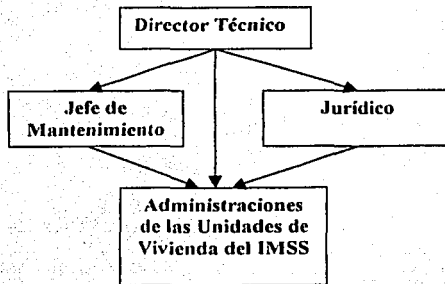 Director Técnico
Jefe de
Mantenimiento
Jurídico
Administraciones
de las Unidades de
Vivienda del IMSS